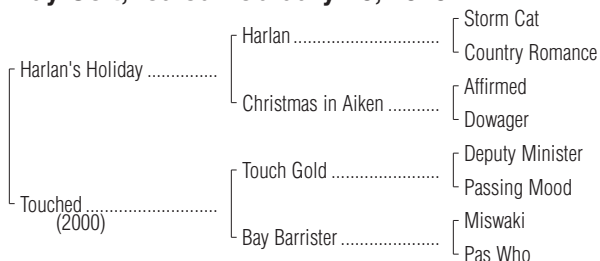 Storm Cat
Harlan ..............................
Country Romance
Harlan's Holiday ...............
Affirmed
Christmas in Aiken ...........
Dowager
Deputy Minister
Touch Gold ......................
Passing Mood
Touched ............................
(2000)
Miswaki
Bay Barrister ....................
Pas Who